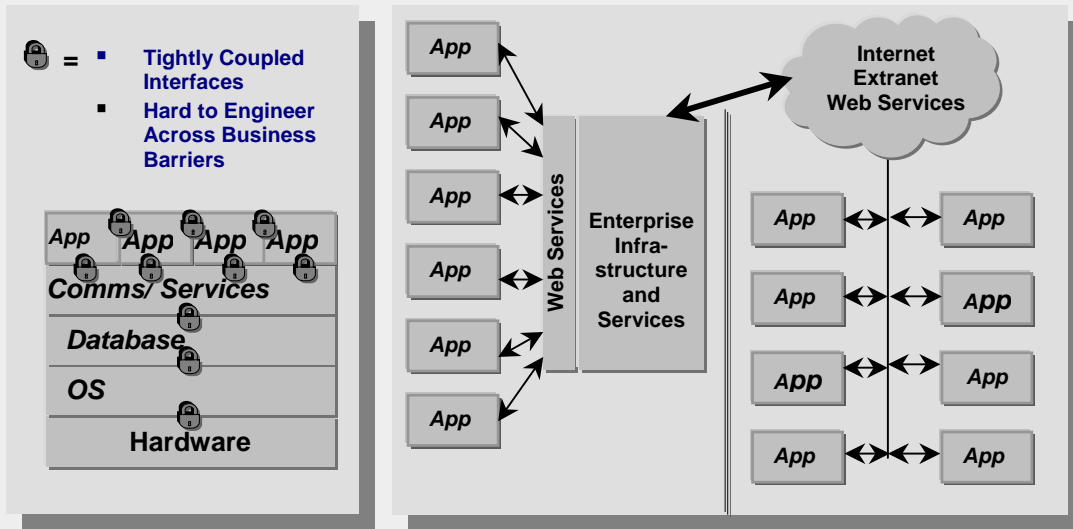 = ▪ Tightly Coupled
Interfaces
▪ Hard to Engineer
Across Business
Barriers
App App App App
Comms/ Services
Database
OS
Hardware
App
App
App
App
App
App
Web Services
Enterprise
Infra-
structure
and
Services
Internet
Extranet
Web Services
App App
App App
App App
App App